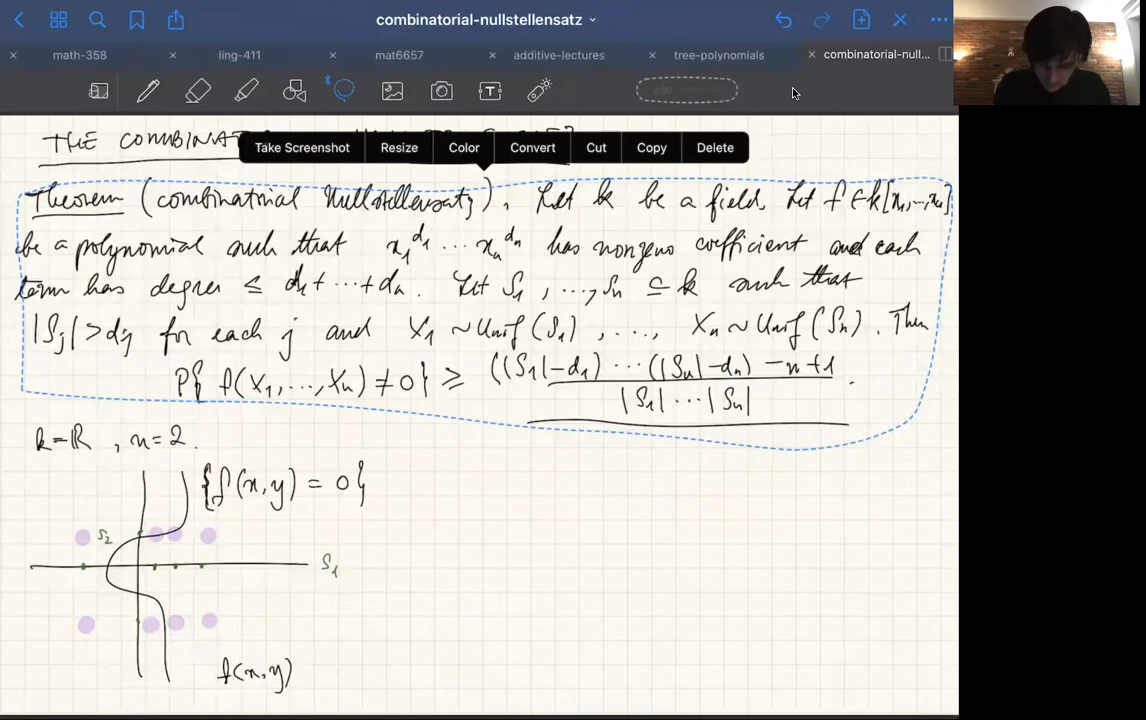 combinatorial-nullstellensatz
math-358
ling-411
mat6657
additive-lectures
tree-polynomials
combinatorial-null...
Take Screenshot Resize Color Convert Cut Copy Delete
THE COMBINAT
Theorem (combinatorial Nullstellensatz). Let k be a field. Let f ∈ k[x₁,…,xₙ]
be a polynomial such that x₁^d₁ ⋯ xₙ^dₙ has nonzero coefficient and each
term has degree ≤ d₁+ ⋯ +dₙ. Let S₁, …, Sₙ ⊆ k such that
|Sⱼ| > dⱼ for each j and X₁ ~ Unif(S₁), …, Xₙ ~ Unif(Sₙ). Then
P{ f(X₁, …, Xₙ) ≠ 0 } ≥ ((|S₁|-d₁) ⋯ ((|Sₙ|-dₙ) -n+1
|S₁| ⋯ |Sₙ| .
k = ℝ , n = 2 .
{f(x,y) = 0}
S₂
S₁
f(x,y)